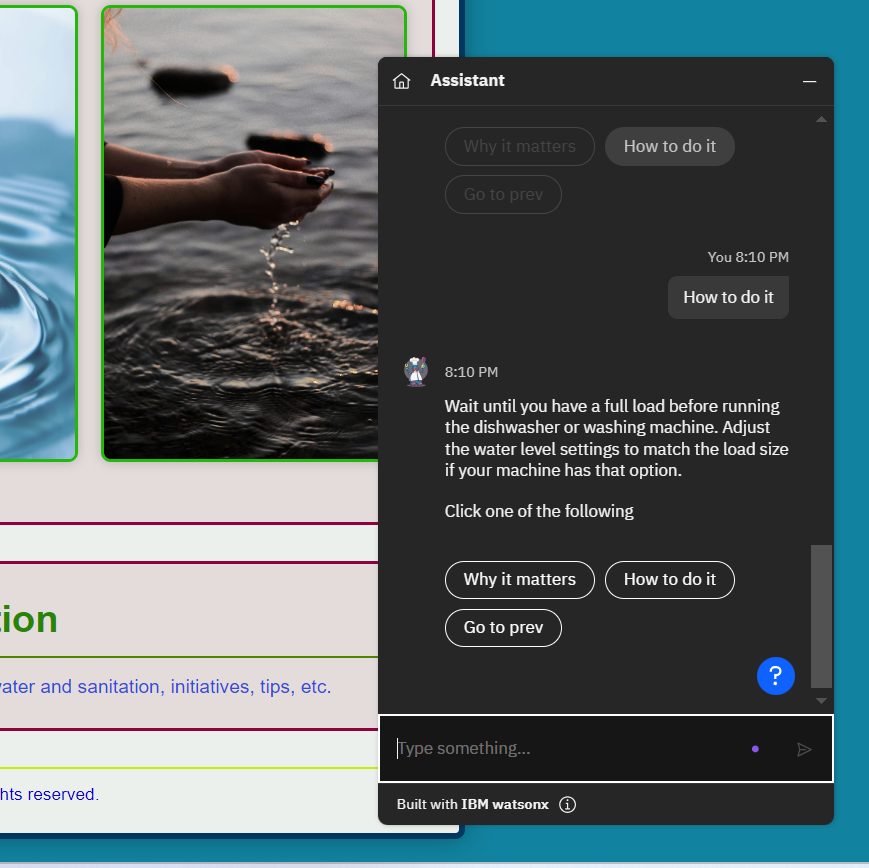 Assistant
Why it matters
How to do it
Go to prev
You 8:10 PM
How to do it
8:10 PM
Wait until you have a full load before running
the dishwasher or washing machine. Adjust
the water level settings to match the load size
if your machine has that option.
Click one of the following
Why it matters
How to do it
Go to prev
?
Type something...
Built with IBM watsonx
tion
ater and sanitation, initiatives, tips, etc.
hts reserved.